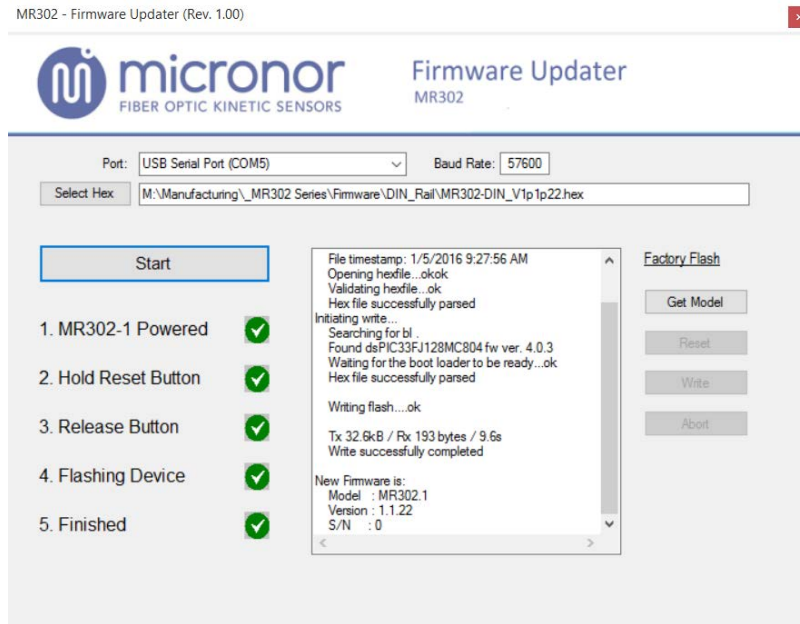 MR302 - Firmware Updater (Rev. 1.00)
micronor
FIBER OPTIC KINETIC SENSORS
Firmware Updater
MR302
Port: USB Serial Port (COM5) Baud Rate: 57600
Select Hex M:\Manufacturing\_MR302 Series\Firmware\DIN_Rail\MR302-DIN_V1p1p22.hex
Start
1. MR302-1 Powered
2. Hold Reset Button
3. Release Button
4. Flashing Device
5. Finished
File timestamp: 1/5/2016 9:27:56 AM
Opening hexfile...okok
Validating hexfile...ok
Hex file successfully parsed
Initiating write...
Searching for bl .
Found dsPIC33FJ128MC804 fw ver. 4.0.3
Waiting for the boot loader to be ready...ok
Hex file successfully parsed
Writing flash....ok
Tx 32.6kB / Rx 193 bytes / 9.6s
Write successfully completed
New Firmware is:
Model : MR302.1
Version : 1.1.22
S/N : 0
Factory Flash
Get Model
Reset
Write
Abort